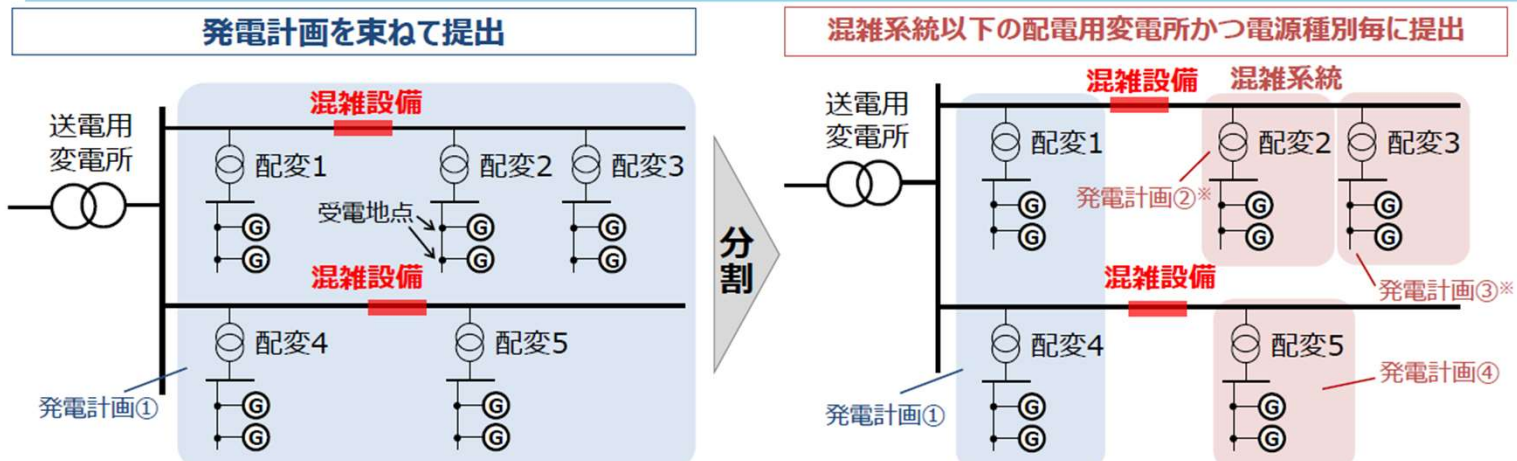 発電計画を束ねて提出
混雑設備
送電用
変電所
配変1
配変2
配変3
受電地点
G
G
G
G
G
G
混雑設備
配変4
配変5
発電計画①
G
G
G
G
分割
混雑系統以下の配電用変電所かつ電源種別毎に提出
混雑設備
混雑系統
送電用
変電所
配変1
配変2
配変3
発電計画②※
G
G
G
G
G
G
混雑設備
発電計画③※
配変4
配変5
発電計画④
発電計画①
G
G
G
G